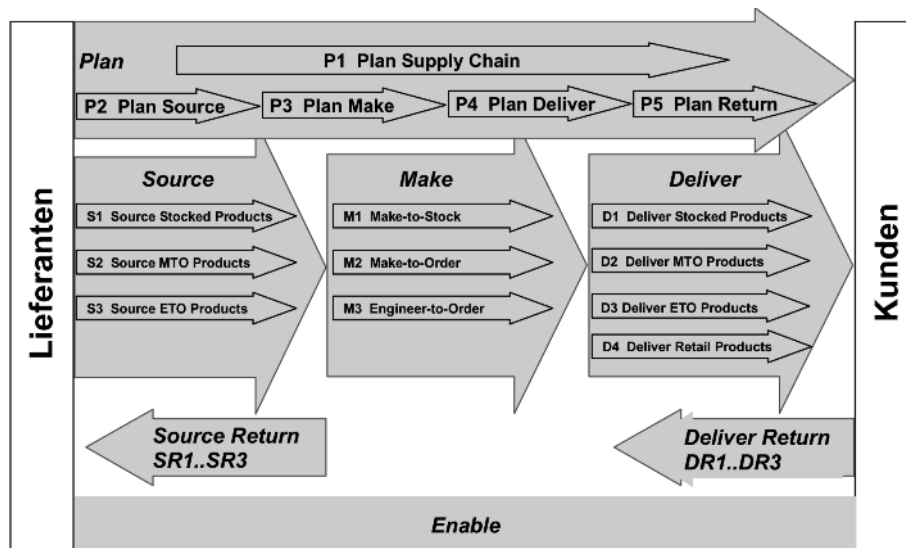 Lieferanten
Plan
P1 Plan Supply Chain
P2 Plan Source
P3 Plan Make
P4 Plan Deliver
P5 Plan Return
Source
S1 Source Stocked Products
S2 Source MTO Products
S3 Source ETO Products
Make
M1 Make-to-Stock
M2 Make-to-Order
M3 Engineer-to-Order
Deliver
D1 Deliver Stocked Products
D2 Deliver MTO Products
D3 Deliver ETO Products
D4 Deliver Retail Products
Source Return
SR1..SR3
Deliver Return
DR1..DR3
Enable
Kunden